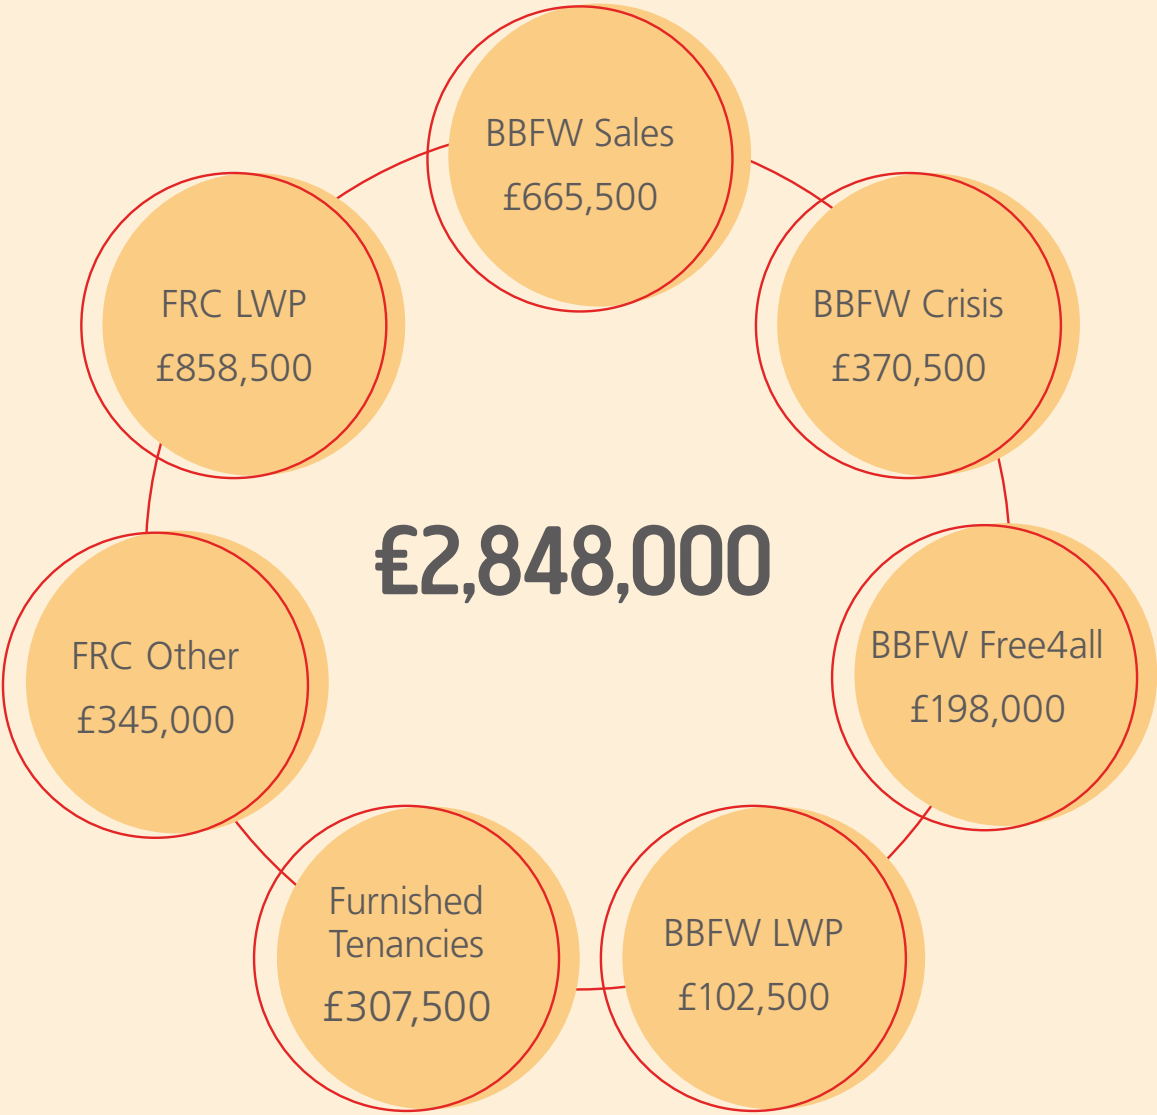 BBFW Sales
£665,500
BBFW Crisis
£370,500
BBFW Free4all
£198,000
BBFW LWP
£102,500
Furnished
Tenancies
£307,500
FRC Other
£345,000
FRC LWP
£858,500
£2,848,000